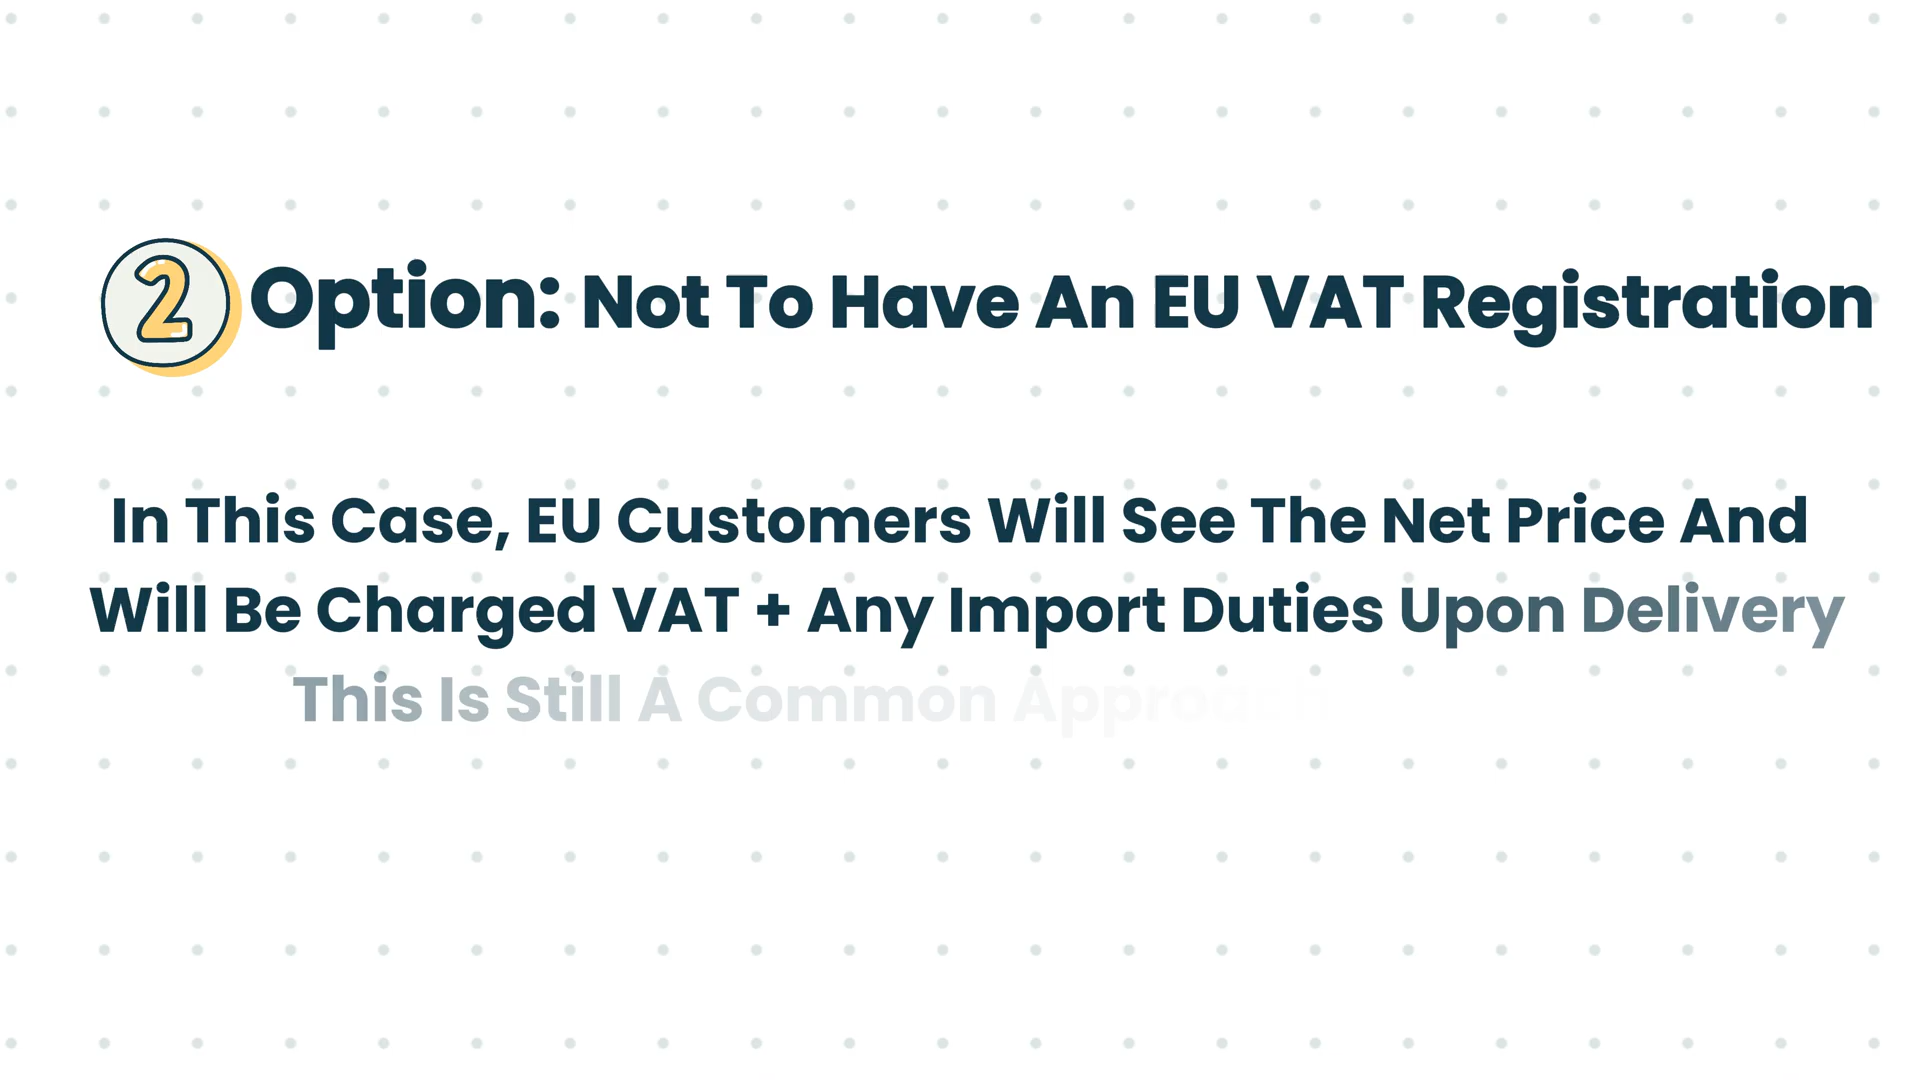 2 Option: Not To Have An EU VAT Registration
In This Case, EU Customers Will See The Net Price And
Will Be Charged VAT + Any Import Duties Upon Delivery
This Is Still A Common Approach